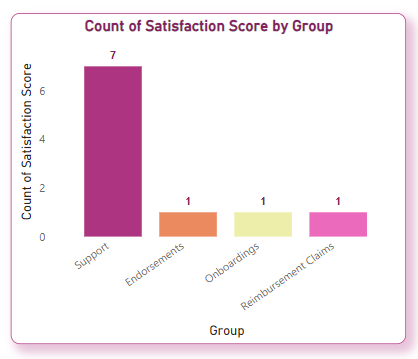 Count of Satisfaction Score by Group
Count of Satisfaction Score
6
4
2
0
7
1
1
1
Support
Endorsements
Onboardings
Reimbursement Claims
Group